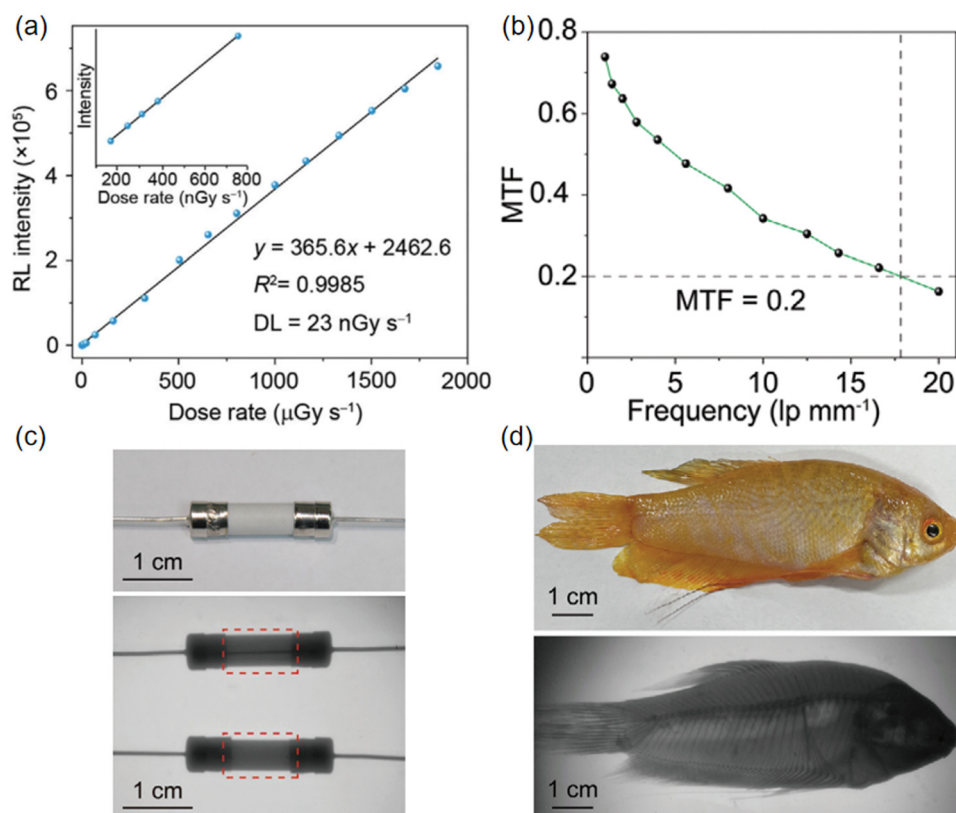 (a)
Intensity
200 400 600 800
Dose rate (nGy s⁻¹)
RL intensity (×10⁵)
6
4
2
0
y = 365.6x + 2462.6
R²= 0.9985
DL = 23 nGy s⁻¹
0 500 1000 1500 2000
Dose rate (μGy s⁻¹)
(b)
MTF
0.8
0.6
0.4
0.2
0.0
MTF = 0.2
0 5 10 15 20
Frequency (lp mm⁻¹)
(c)
1 cm
1 cm
(d)
1 cm
1 cm